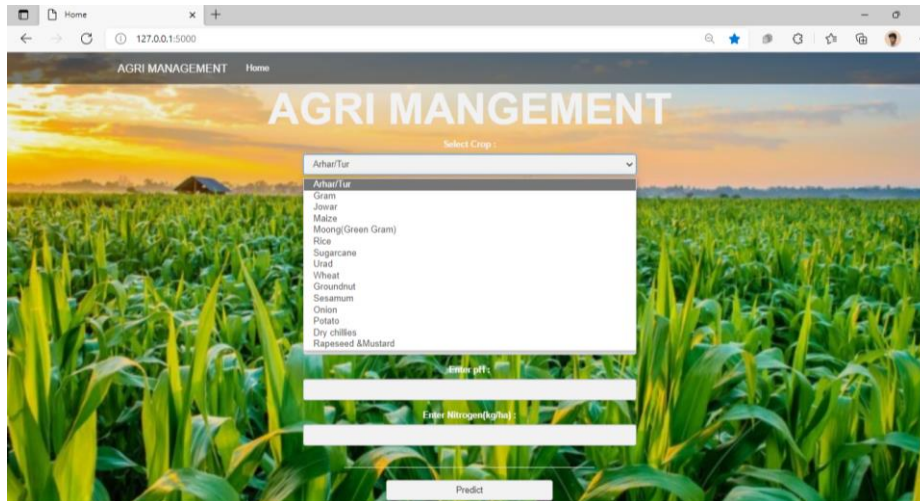 Home
127.0.0.1:5000
AGRI MANAGEMENT Home
AGRI MANGEMENT
Select Crop :
Arhar/Tur
Arhar/Tur
Gram
Jowar
Maize
Moong(Green Gram)
Rice
Sugarcane
Urad
Wheat
Groundnut
Sesamum
Onion
Potato
Dry chillies
Rapeseed &Mustard
Enter pH :
Enter Nitrogen(kg/ha) :
Predict